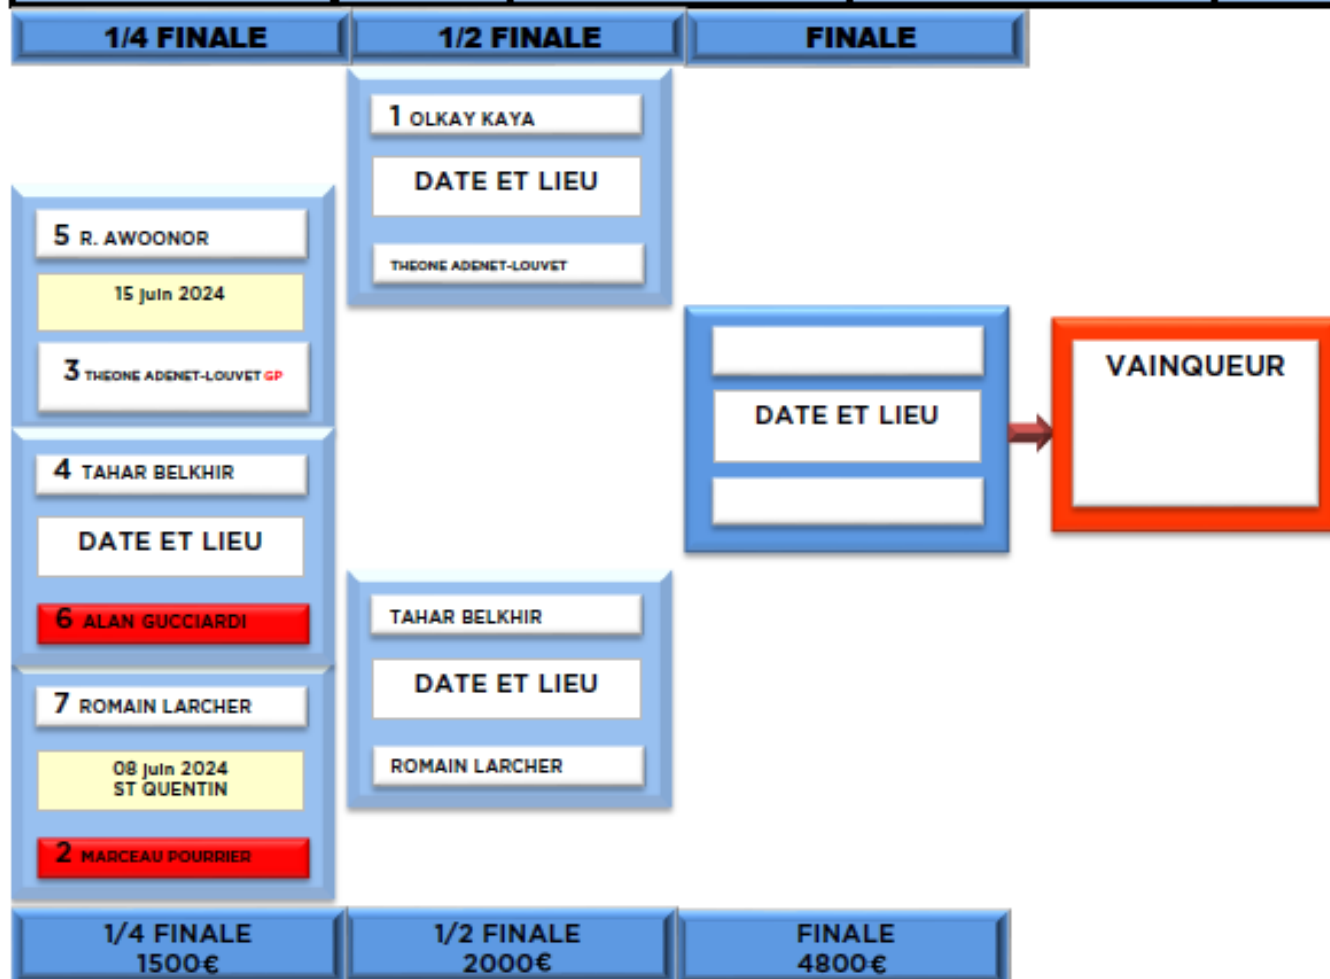 1/4 FINALE
1/2 FINALE
FINALE
1 OLKAY KAYA
DATE ET LIEU
THEONE ADENET-LOUVET
5 R. AWOONOR
15 juin 2024
3 THEONE ADENET-LOUVET GP
4 TAHAR BELKHIR
DATE ET LIEU
6 ALAN GUCCIARDI
7 ROMAIN LARCHER
08 juin 2024
ST QUENTIN
2 MARCEAU POURRIER
TAHAR BELKHIR
DATE ET LIEU
ROMAIN LARCHER
DATE ET LIEU
VAINQUEUR
1/4 FINALE
1500€
1/2 FINALE
2000€
FINALE
4800€